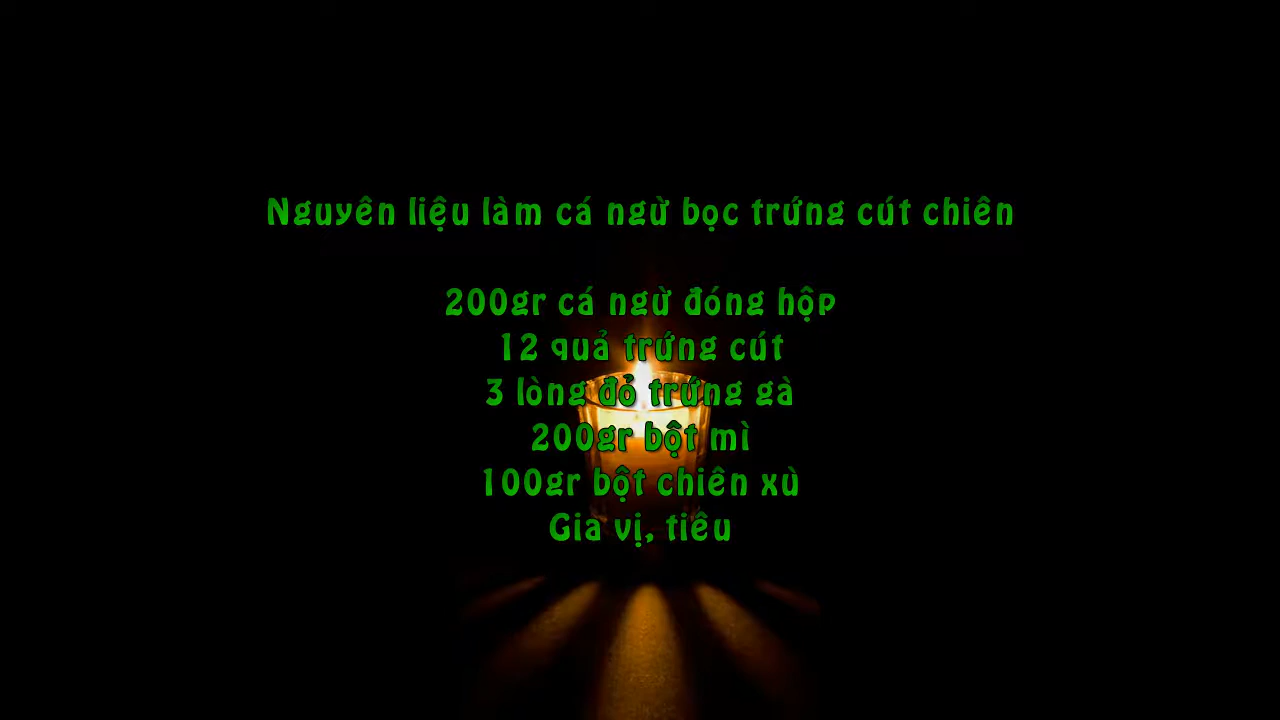 Nguyên liệu làm cá ngừ bọc trứng cút chiên
200gr cá ngừ đóng hộp
12 quả trứng cút
3 lòng đỏ trứng gà
200gr bột mì
100gr bột chiên xù
Gia vị, tiêu